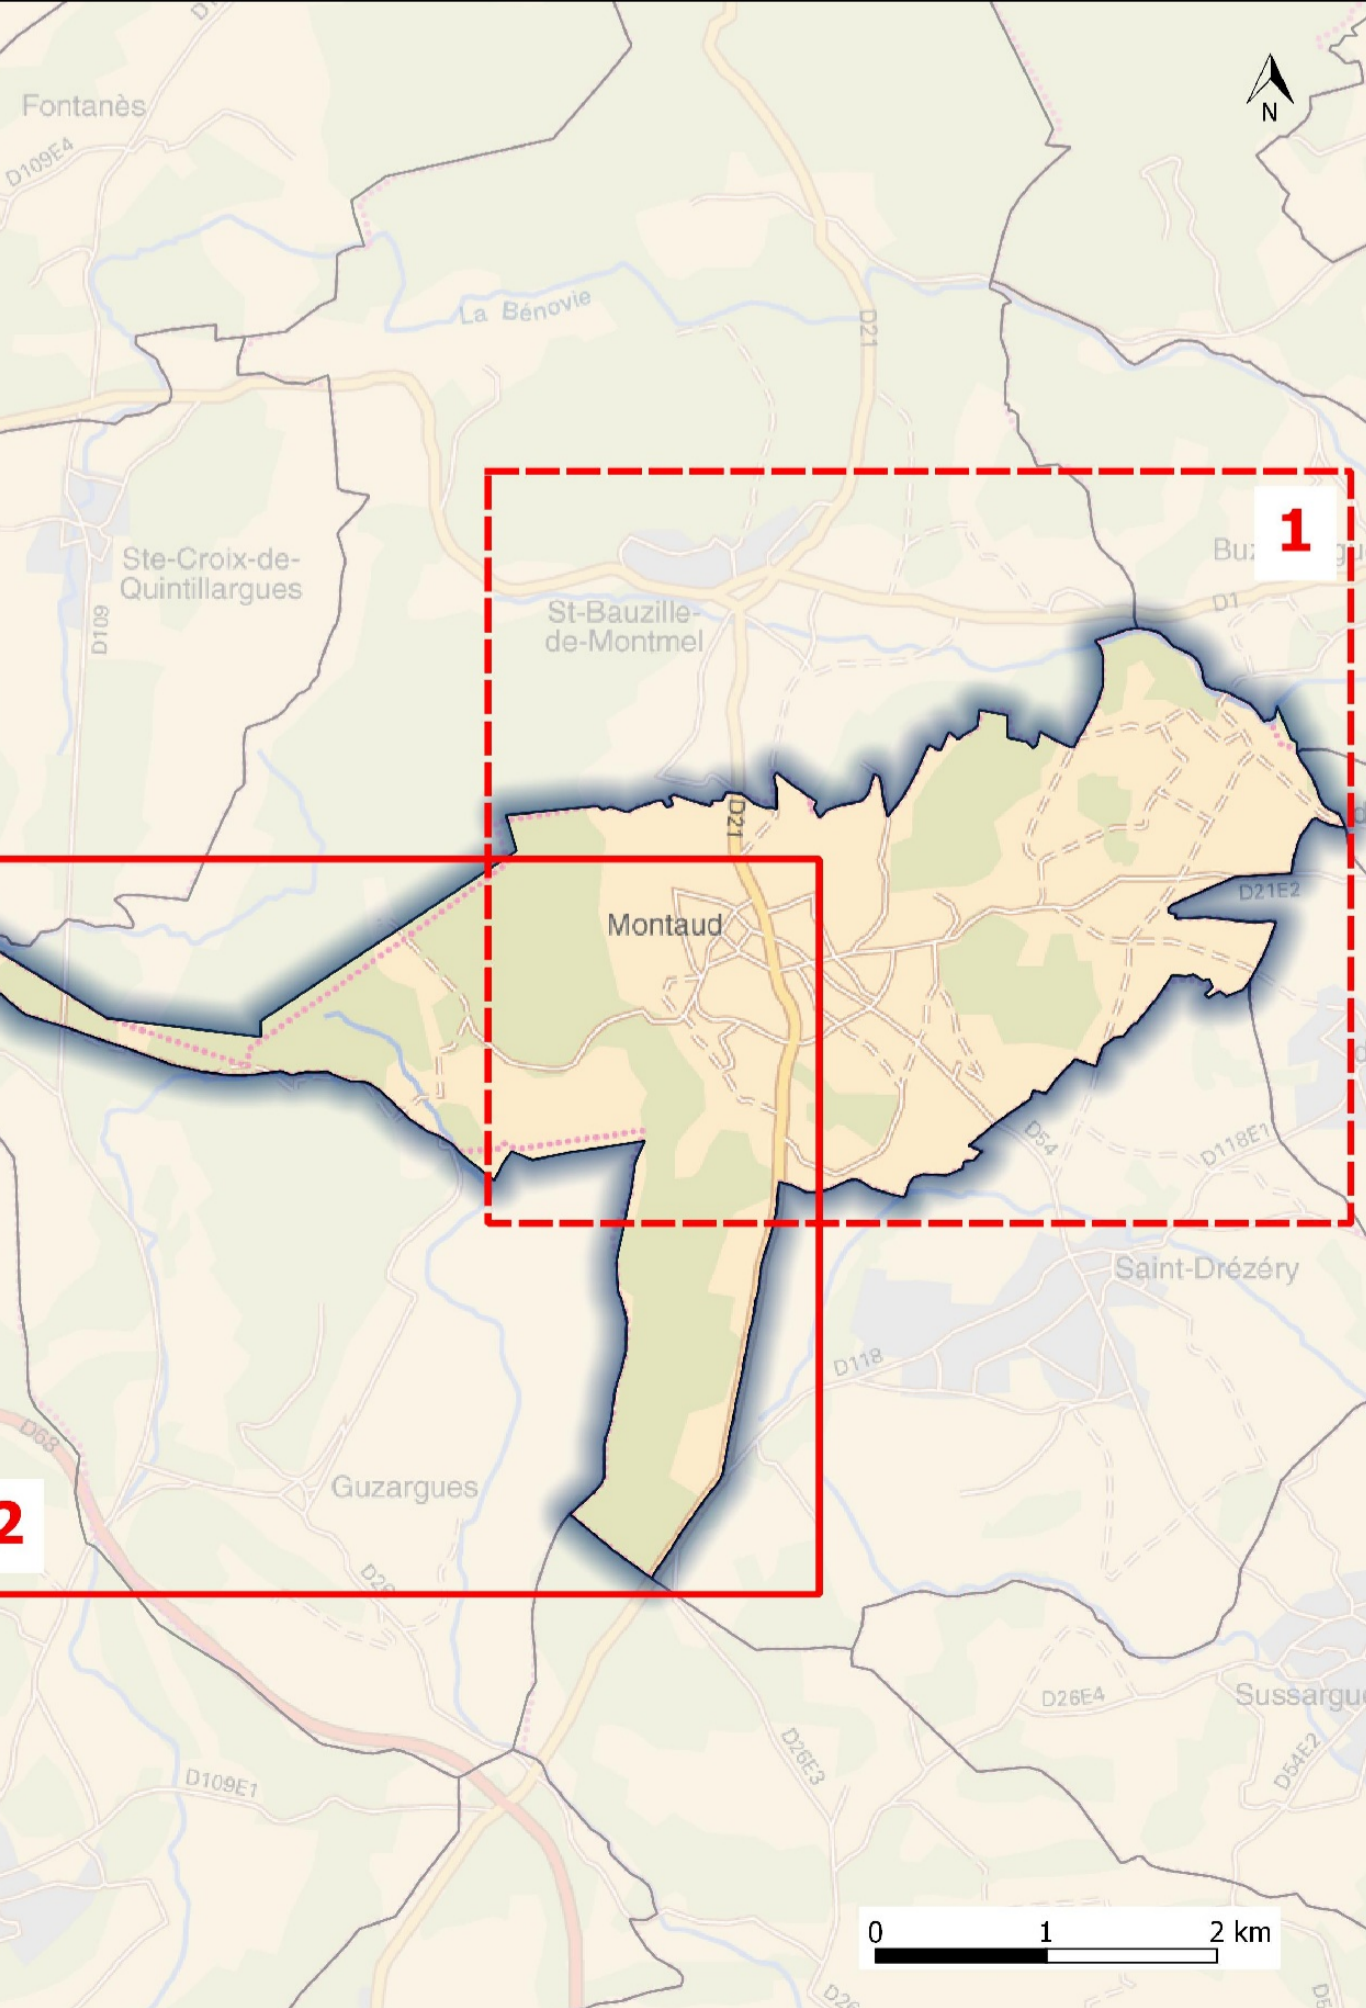 Fontanès
D109E4
N
La Bénovie
D21
1
Ste-Croix-de-
Quintillargues
D109
St-Bauzille-
de-Montmel
D1
D21
D21E2
Montaud
D54
D118E1
Saint-Drézéry
D118
D68
Guzargues
2
D26E4
D26E3
D54E2
D109E1
0 1 2 km